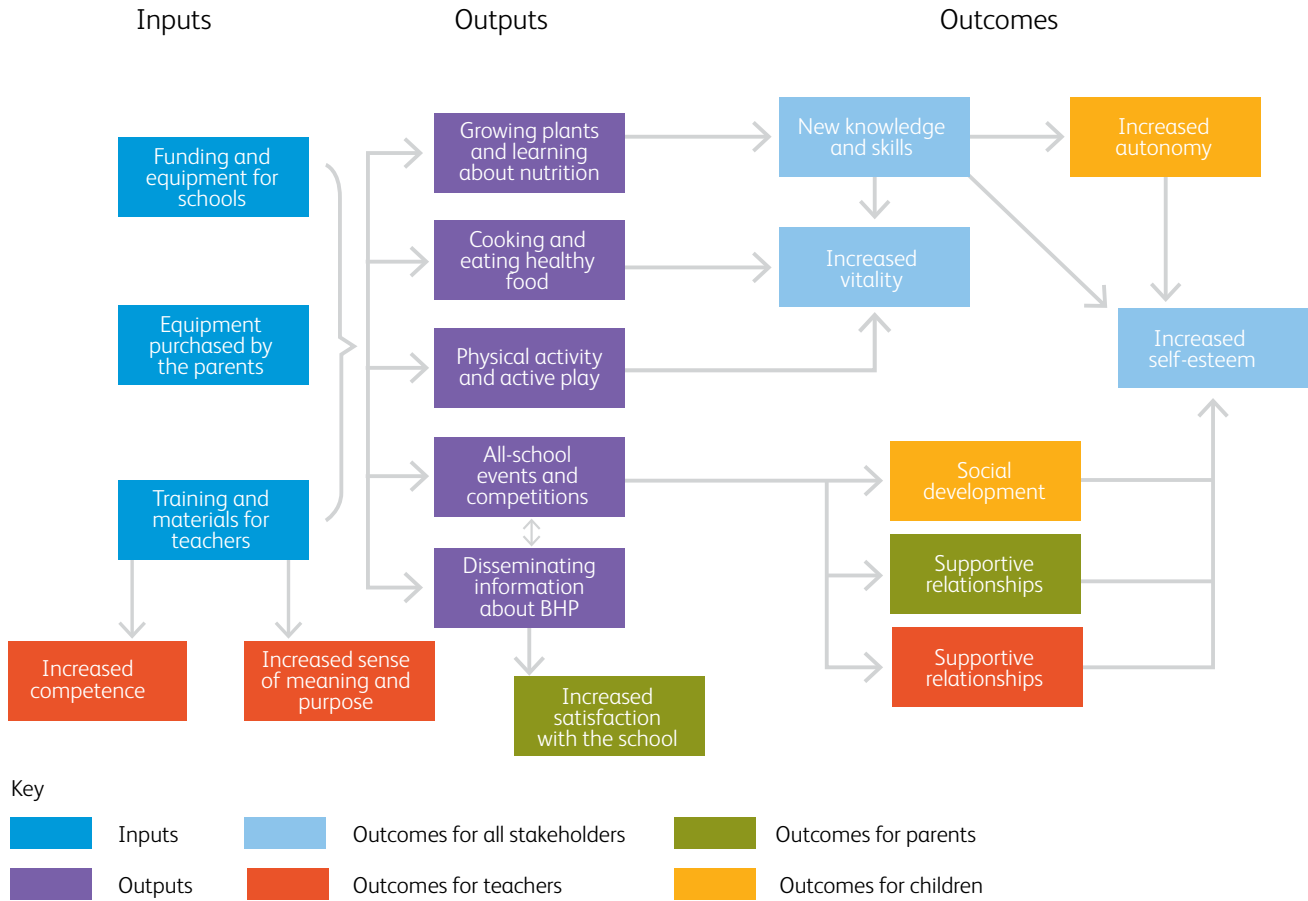 Inputs
Outputs
Outcomes
Funding and
equipment for
schools
Equipment
purchased by
the parents
Training and
materials for
teachers
Increased
competence
Increased sense
of meaning and
purpose
Growing plants
and learning
about nutrition
Cooking and
eating healthy
food
Physical activity
and active play
All-school
events and
competitions
Disseminating
information
about BHP
Increased
satisfaction
with the school
New knowledge
and skills
Increased
autonomy
Increased
vitality
Increased
self-esteem
Social
development
Supportive
relationships
Supportive
relationships
Key
Inputs
Outcomes for all stakeholders
Outcomes for parents
Outputs
Outcomes for teachers
Outcomes for children